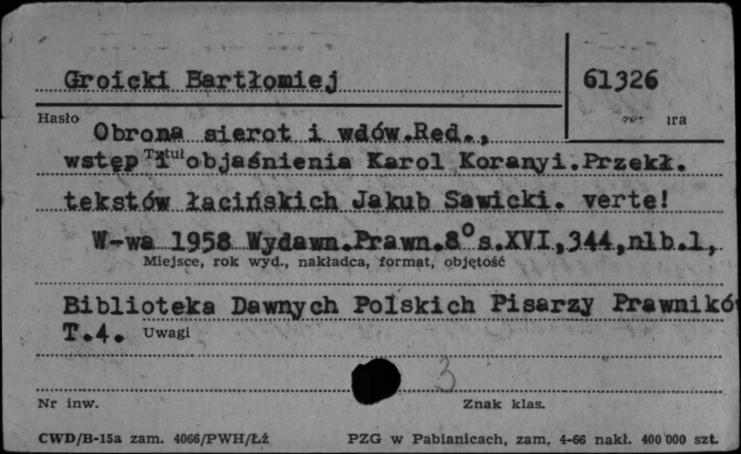 Groicki Bartłomiej
61326
Hasło
Obrona sierot i wdów.Red.,
wstęp i objaśnienia Karol Koranyi.Przekł.
Tytuł
tekstów łacińskich Jakub Sawicki. verte!
W-wa 1958 Wydawn.Prawn.8° s.XVI,344,nlb.1,
Miejsce, rok wyd., nakładca, format, objętość
Biblioteka Dawnych Polskich Pisarzy Prawnikó
T.4.
Uwagi
3
Nr inw.
Znak klas.
CWD/B-15a zam. 4066/PWH/Łź
PZG w Pabianicach, zam. 4-66 nakł. 400 000 szt.